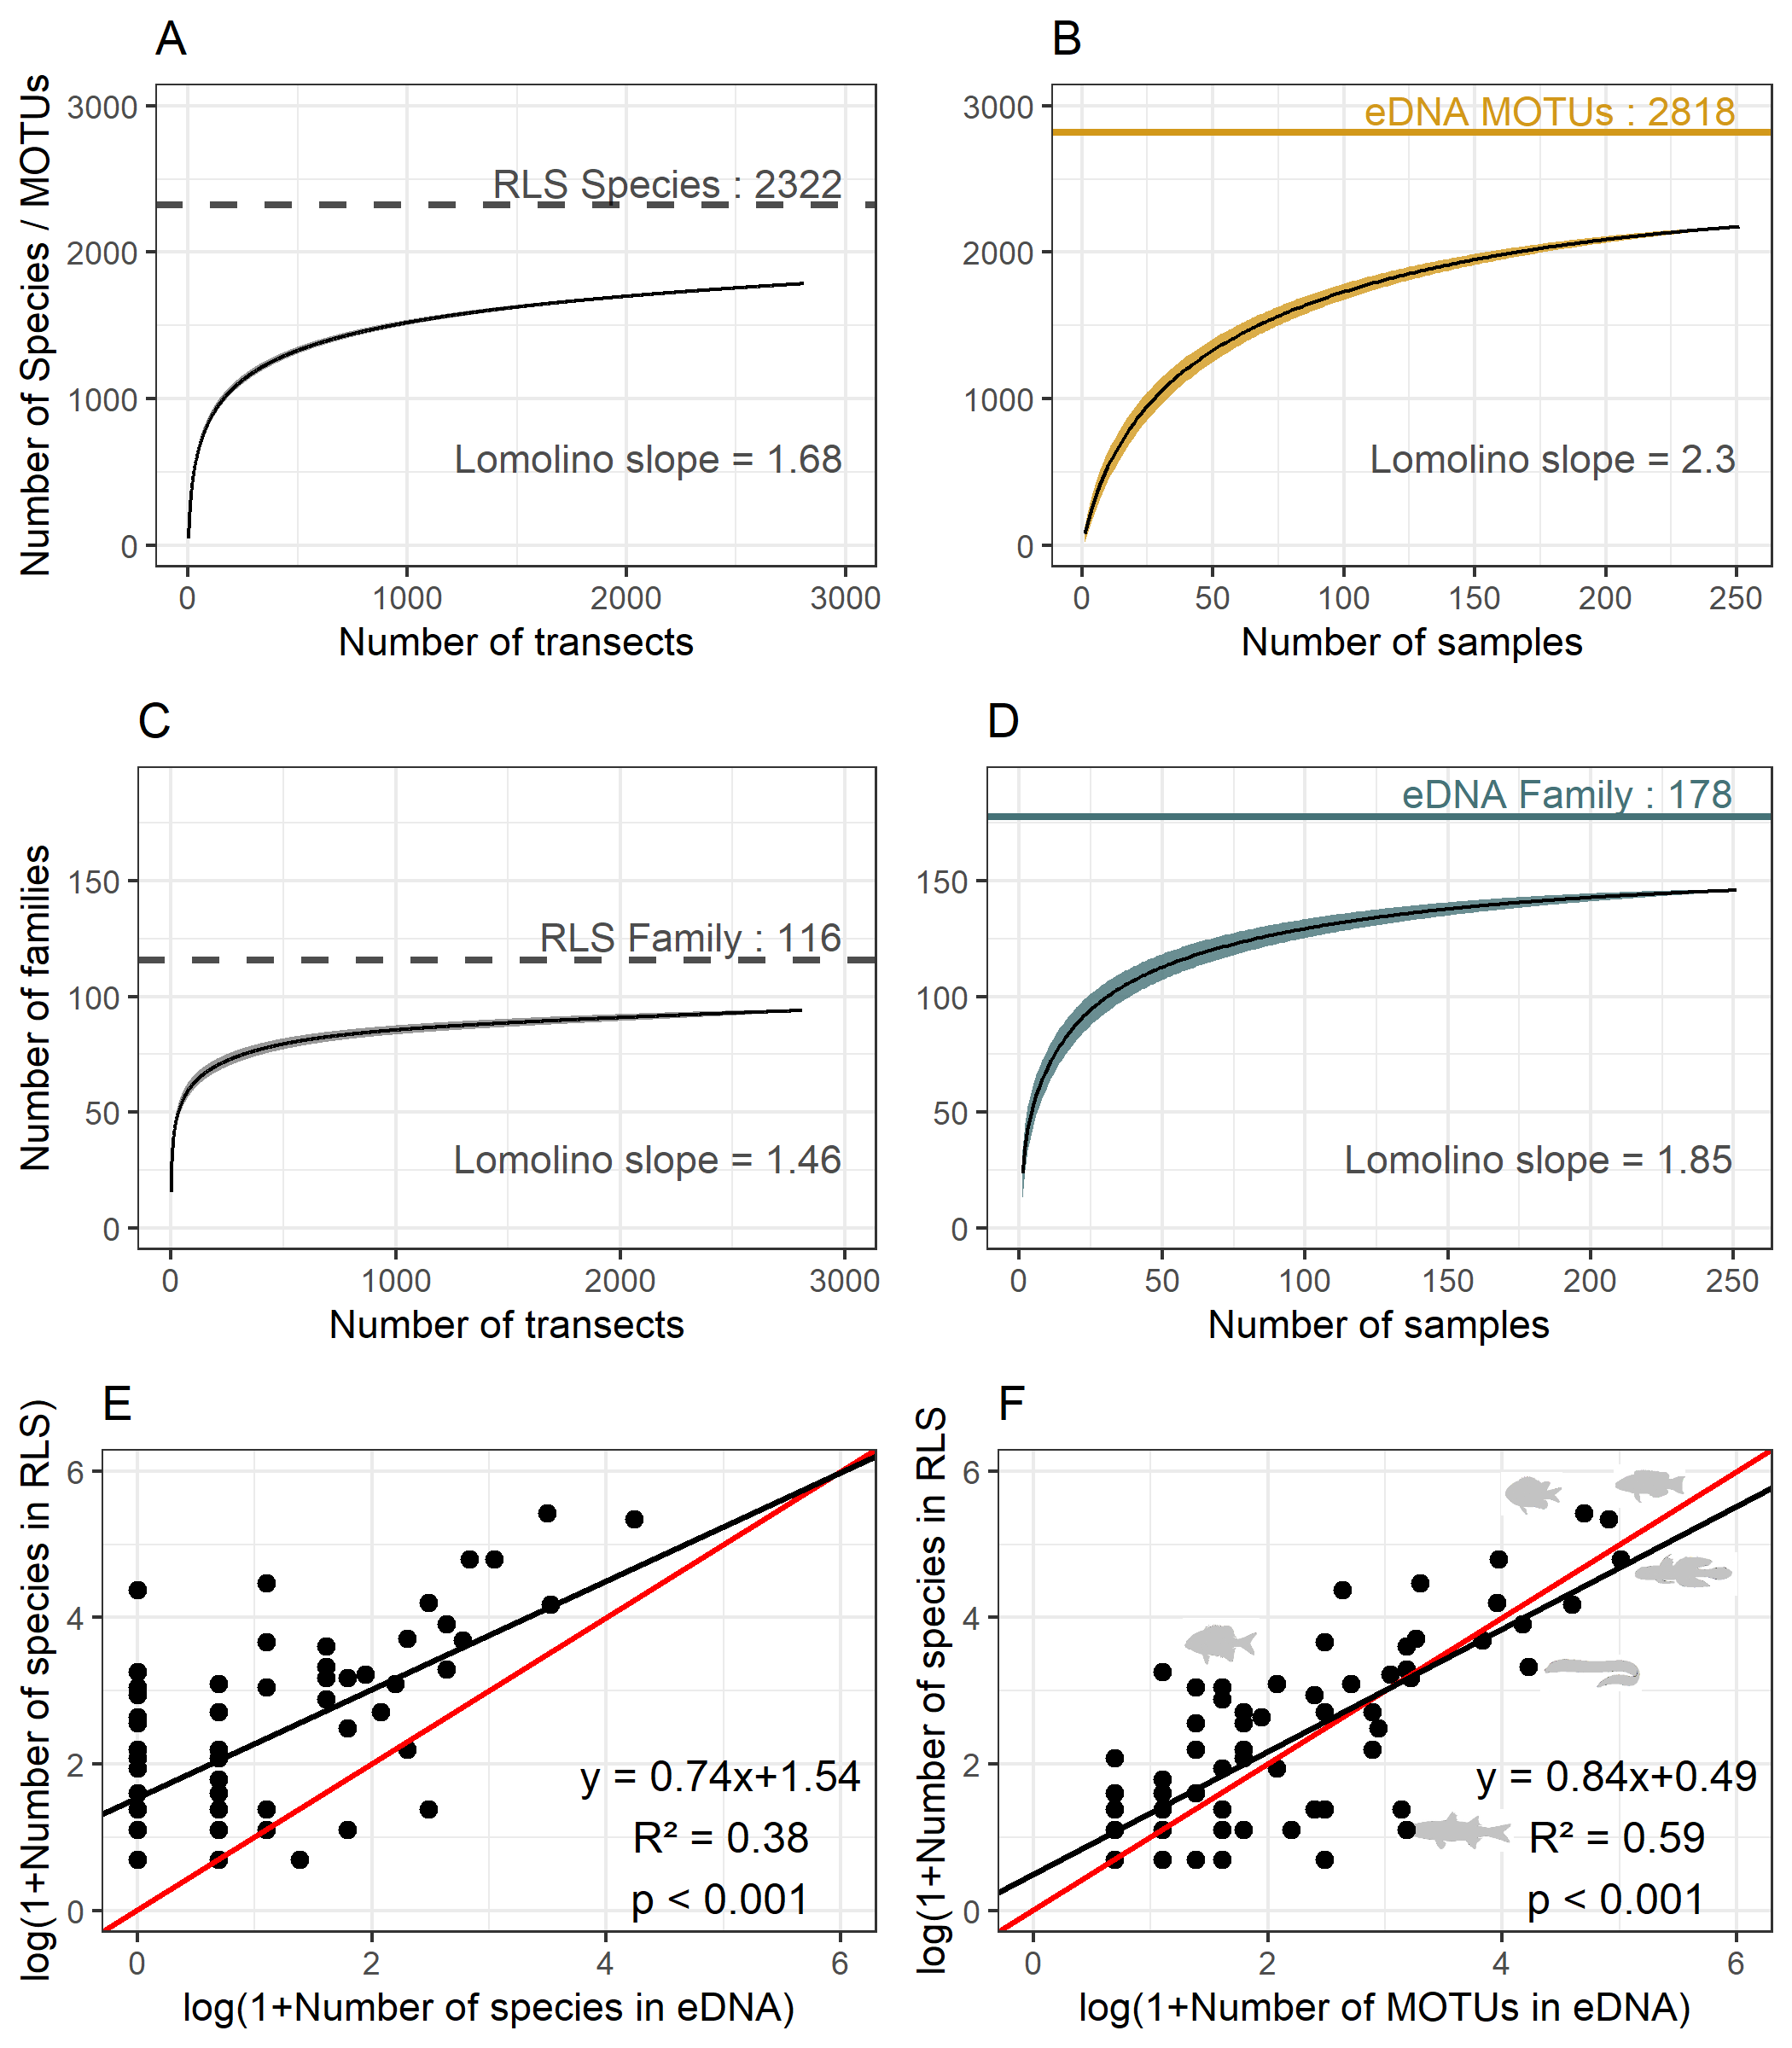 A
Number of Species / MOTUs
3000
2000
1000
0
RLS Species : 2322
Lomolino slope = 1.68
0 1000 2000 3000
Number of transects
B
3000
2000
1000
0
eDNA MOTUs : 2818
Lomolino slope = 2.3
0 50 100 150 200 250
Number of samples
C
Number of families
150
100
50
0
RLS Family : 116
Lomolino slope = 1.46
0 1000 2000 3000
Number of transects
D
150
100
50
0
eDNA Family : 178
Lomolino slope = 1.85
0 50 100 150 200 250
Number of samples
E
log(1+Number of species in RLS)
6
4
2
0
y = 0.74x+1.54
R² = 0.38
p < 0.001
0 2 4 6
log(1+Number of species in eDNA)
F
log(1+Number of species in RLS
6
4
2
0
y = 0.84x+0.49
R² = 0.59
p < 0.001
0 2 4 6
log(1+Number of MOTUs in eDNA)